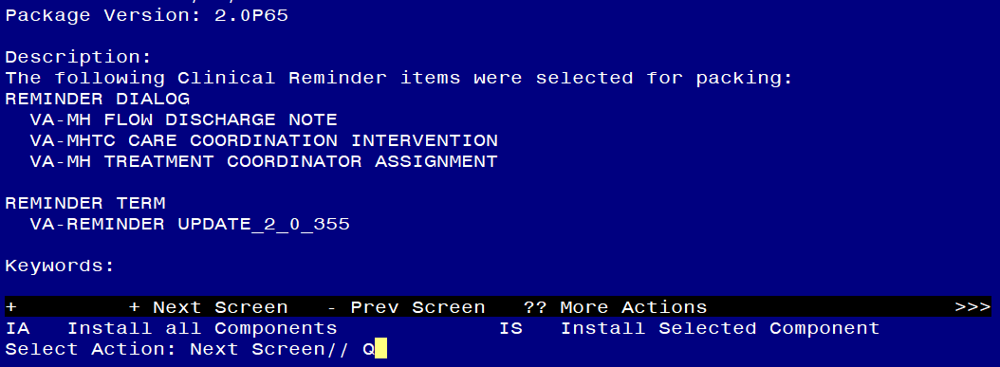 Package Version: 2.0P65
Description:
The following Clinical Reminder items were selected for packing:
REMINDER DIALOG
VA-MH FLOW DISCHARGE NOTE
VA-MHTC CARE COORDINATION INTERVENTION
VA-MH TREATMENT COORDINATOR ASSIGNMENT
REMINDER TERM
VA-REMINDER UPDATE_2_0_355
Keywords:
+ + Next Screen - Prev Screen ?? More Actions >>>
IA Install all Components IS Install Selected Component
Select Action: Next Screen// Q